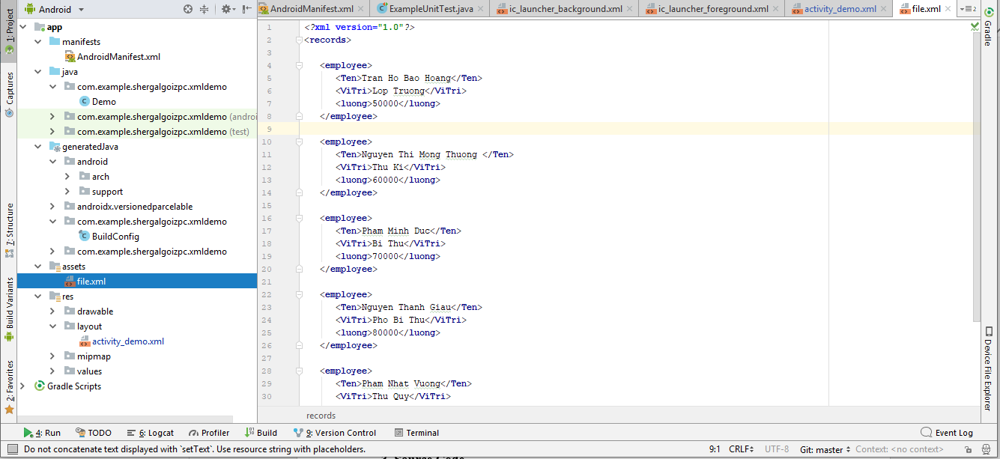 Android
AndroidManifest.xml
ExampleUnitTest.java
ic_launcher_background.xml
ic_launcher_foreground.xml
activity_demo.xml
file.xml
2
1: Project
Captures
7: Structure
Build Variants
2: Favorites
app
manifests
AndroidManifest.xml
java
com.example.shergalgoizpc.xmldemo
Demo
com.example.shergalgoizpc.xmldemo (androi
com.example.shergalgoizpc.xmldemo (test)
generatedJava
android
arch
support
androidx.versionedparcelable
com.example.shergalgoizpc.xmldemo
BuildConfig
com.example.shergalgoizpc.xmldemo
assets
file.xml
res
drawable
layout
activity_demo.xml
mipmap
values
Gradle Scripts
1 <?xml version="1.0"?>
2 <records>
3
4 <employee>
5 <Ten>Tran Ho Bao Hoang</Ten>
6 <ViTri>Lop Truong</ViTri>
7 <luong>50000</luong>
8 </employee>
9
10 <employee>
11 <Ten>Nguyen Thi Mong Thuong </Ten>
12 <ViTri>Thu Ki</ViTri>
13 <luong>60000</luong>
14 </employee>
15
16 <employee>
17 <Ten>Pham Minh Duc</Ten>
18 <ViTri>Bi Thu</ViTri>
19 <luong>70000</luong>
20 </employee>
21
22 <employee>
23 <Ten>Nguyen Thanh Giau</Ten>
24 <ViTri>Pho Bi Thu</ViTri>
25 <luong>80000</luong>
26 </employee>
27
28 <employee>
29 <Ten>Pham Nhat Vuong</Ten>
30 <ViTri>Thu Quy</ViTri>
records
Gradle
Device File Explorer
4: Run
TODO
6: Logcat
Profiler
Build
9: Version Control
Terminal
Event Log
Do not concatenate text displayed with `setText`. Use resource string with placeholders.
9:1
CRLF
UTF-8
Git: master
Context: <no context>